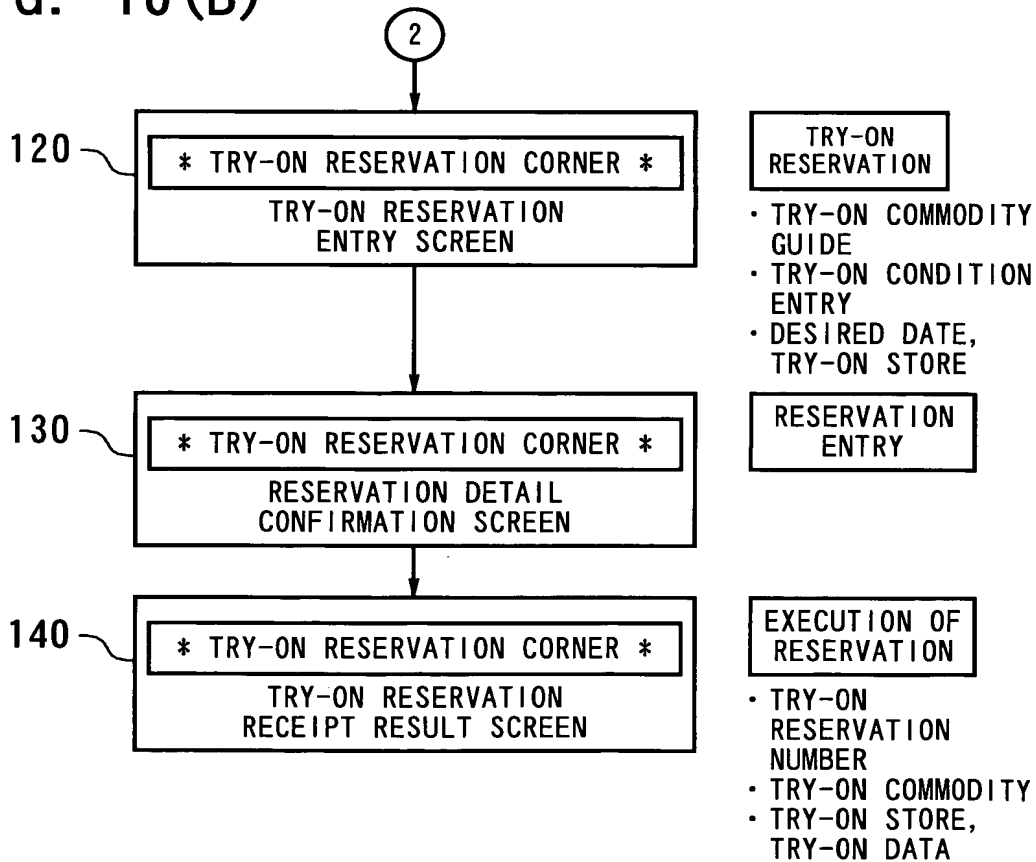 10(B)
2
120
* TRY-ON RESERVATION CORNER *
TRY-ON RESERVATION
ENTRY SCREEN
TRY-ON
RESERVATION
・TRY-ON COMMODITY
GUIDE
・TRY-ON CONDITION
ENTRY
・DESIRED DATE,
TRY-ON STORE
130
* TRY-ON RESERVATION CORNER *
RESERVATION DETAIL
CONFIRMATION SCREEN
RESERVATION
ENTRY
140
* TRY-ON RESERVATION CORNER *
TRY-ON RESERVATION
RECEIPT RESULT SCREEN
EXECUTION OF
RESERVATION
・TRY-ON
RESERVATION
NUMBER
・TRY-ON COMMODITY
・TRY-ON STORE,
TRY-ON DATA